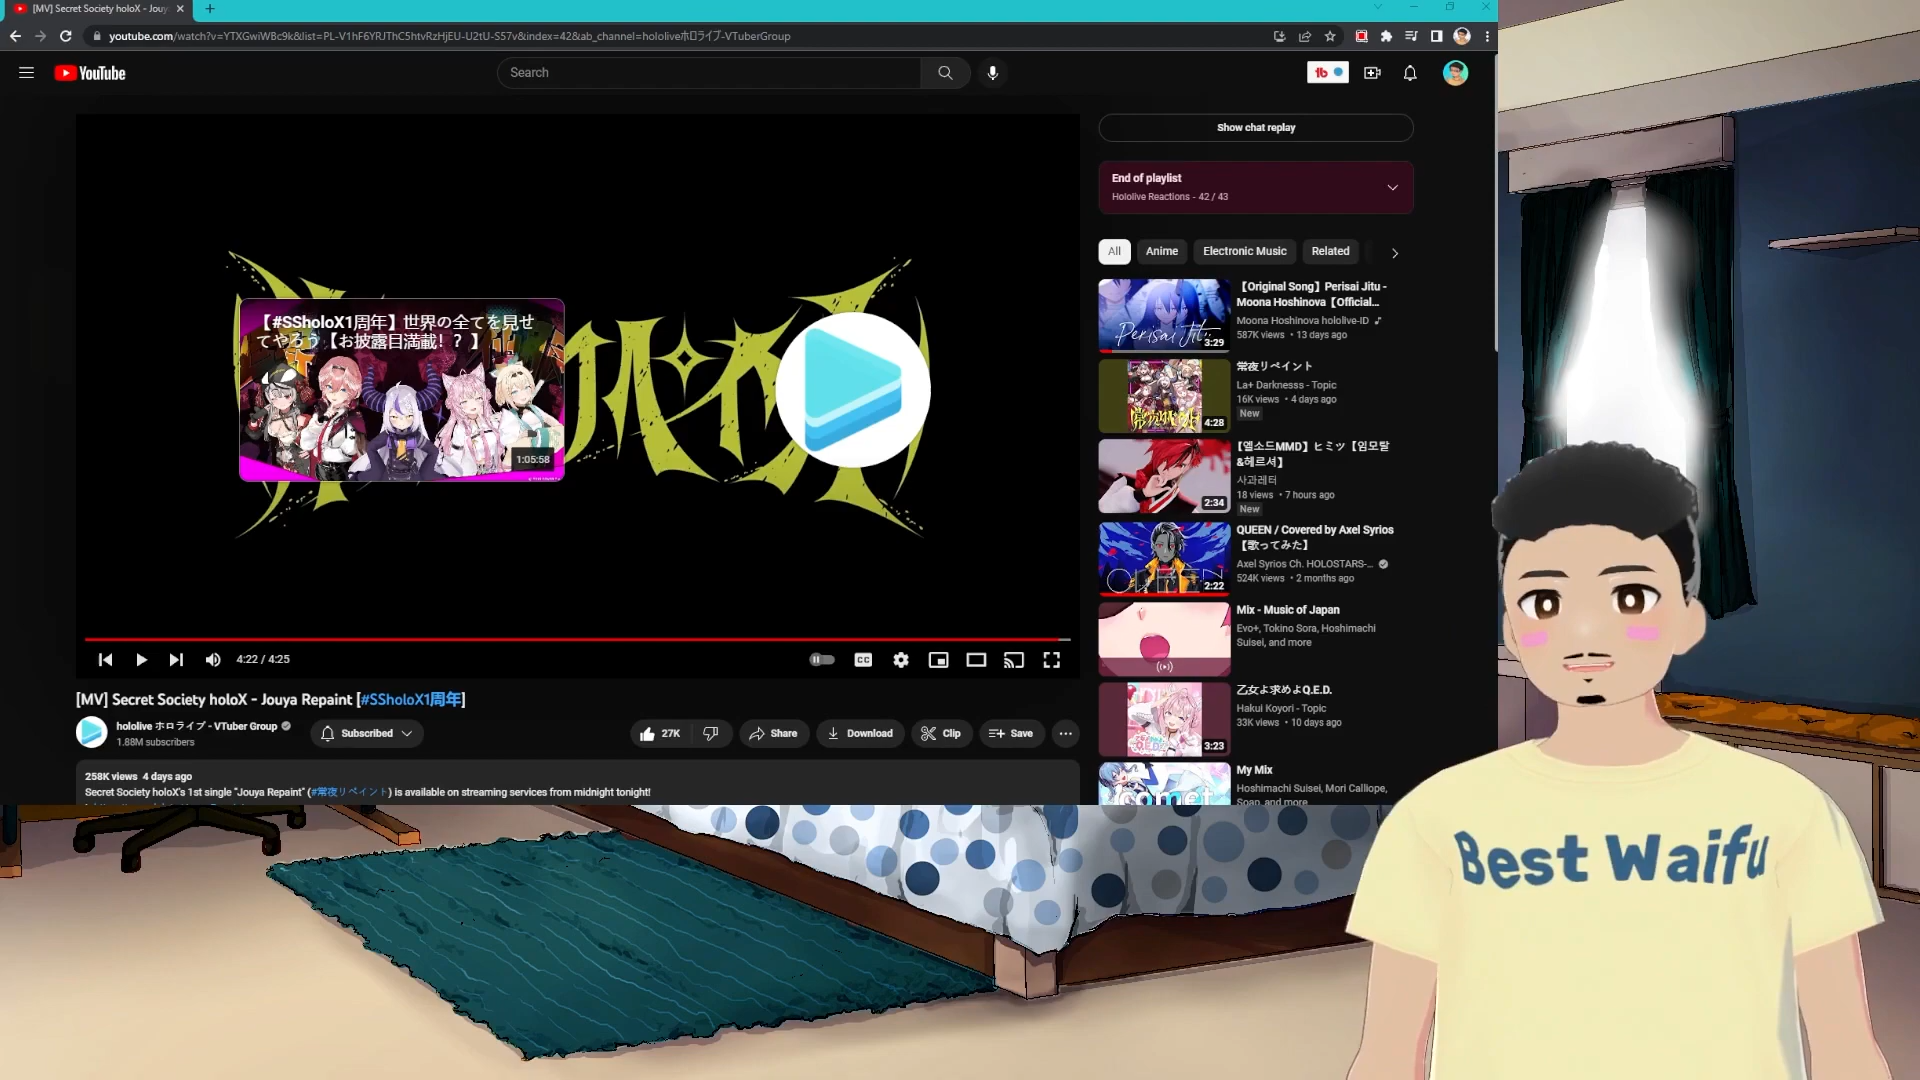 [MV] Secret Society holoX - Jouy
youtube.com/watch?v=YTXGwiWBc9k&list=PL-V1hF6YRJThC5htvRzHjEU-U2tU-S57v&index=42&ab_channel=hololiveホロライブ-VTuberGroup
YouTube
Search
Show chat replay
End of playlist
Hololive Reactions - 42 / 43
All
Anime
Electronic Music
Related
【#SSholoX1周年】世界の全てを見せ
てやろう【お披露目満載！？】
1:05:58
4:22 / 4:25
CC
[MV] Secret Society holoX - Jouya Repaint [#SSholoX1周年]
hololive ホロライブ - VTuber Group
1.88M subscribers
Subscribed
27K
Share
Download
Clip
Save
258K views 4 days ago
Secret Society holoX's 1st single "Jouya Repaint" (#常夜リペイント) is available on streaming services from midnight tonight!
Perisai Jitu
3:29
【Original Song】Perisai Jitu -
Moona Hoshinova【Official...
Moona Hoshinova hololive-ID
587K views • 13 days ago
4:28
常夜リペイント
La+ Darknesss - Topic
16K views • 4 days ago
New
2:34
【엘소드MMD】ヒミツ【임모탈
&헤르셔】
사과레터
18 views • 7 hours ago
New
QUEEN
2:22
QUEEN / Covered by Axel Syrios
【歌ってみた】
Axel Syrios Ch. HOLOSTARS-...
524K views • 2 months ago
Mix - Music of Japan
Evo+, Tokino Sora, Hoshimachi
Suisei, and more
3:23
乙女よ求めよQ.E.D.
Hakui Koyori - Topic
33K views • 10 days ago
comet
My Mix
Hoshimachi Suisei, Mori Calliope,
Soap, and more
Best Waifu